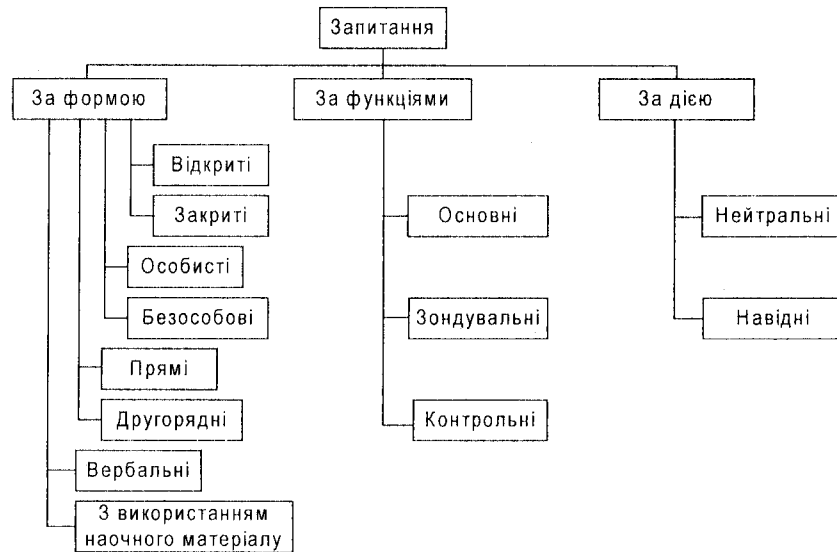 Запитання
За формою
За функціями
За дією
Відкриті
Закриті
Особисті
Безособові
Прямі
Другорядні
Вербальні
З використанням
наочного матеріалу
Основні
Зондувальні
Контрольні
Нейтральні
Навідні